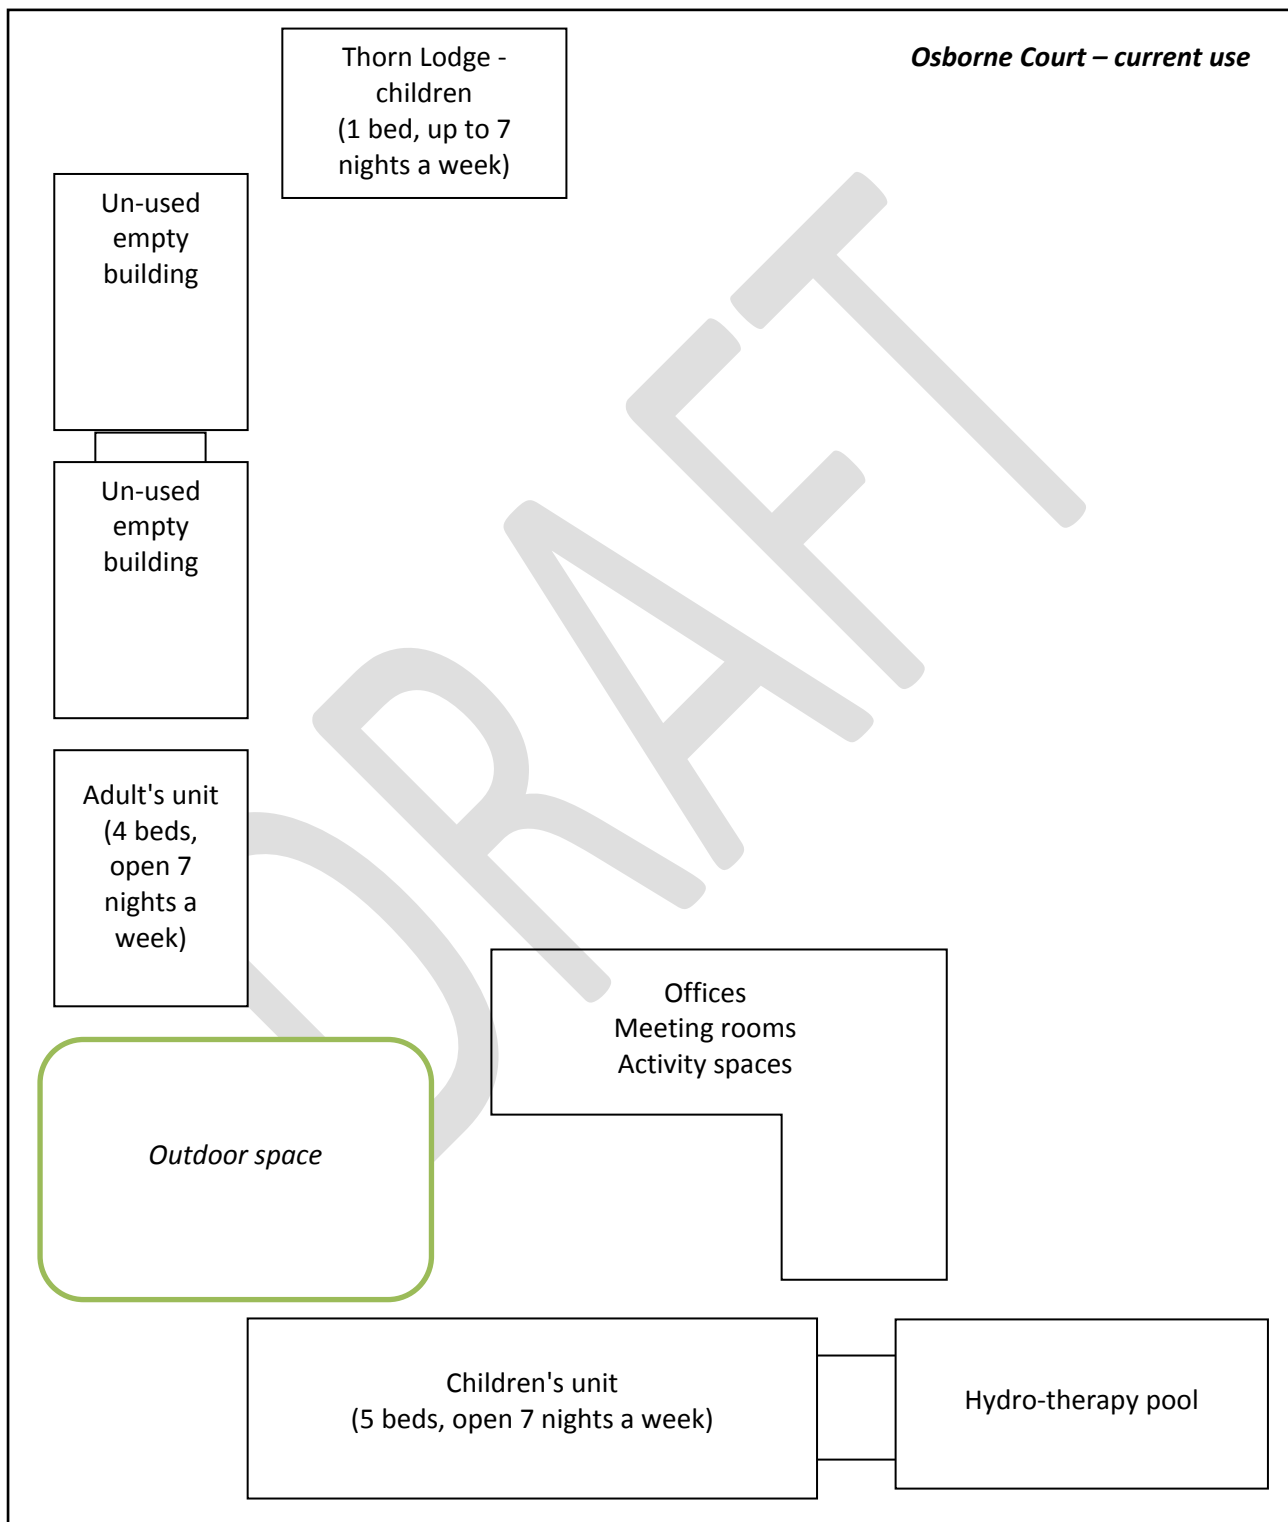 Osborne Court – current use
Thorn Lodge -
children
(1 bed, up to 7
nights a week)
Un-used
empty
building
Un-used
empty
building
Adult's unit
(4 beds,
open 7
nights a
week)
Offices
Meeting rooms
Activity spaces
Outdoor space
Children's unit
(5 beds, open 7 nights a week)
Hydro-therapy pool
DRAFT